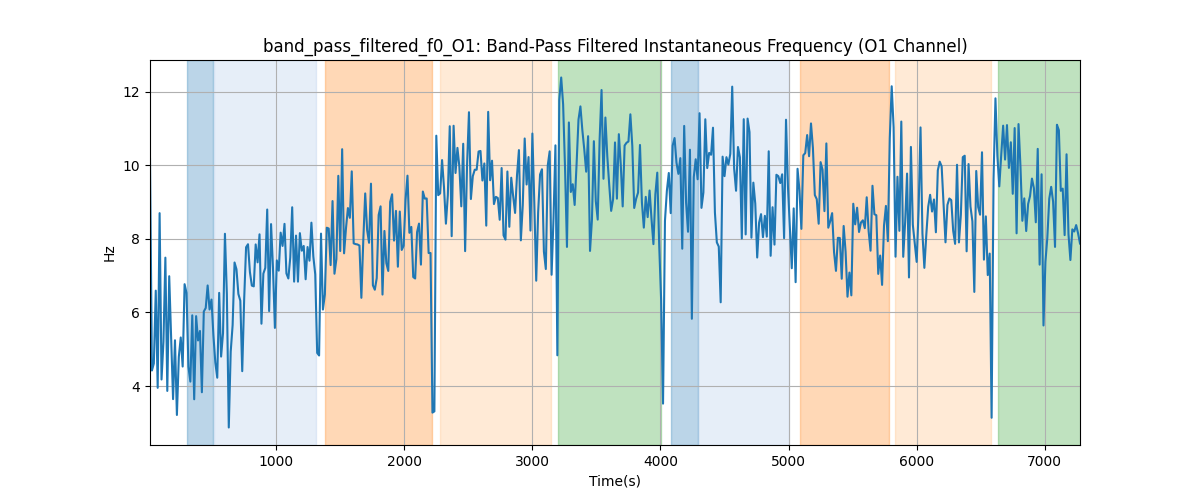 band_pass_filtered_f0_O1: Band-Pass Filtered Instantaneous Frequency (O1 Channel)
12
10
8
6
4
Hz
1000 2000 3000 4000 5000 6000 7000
Time(s)